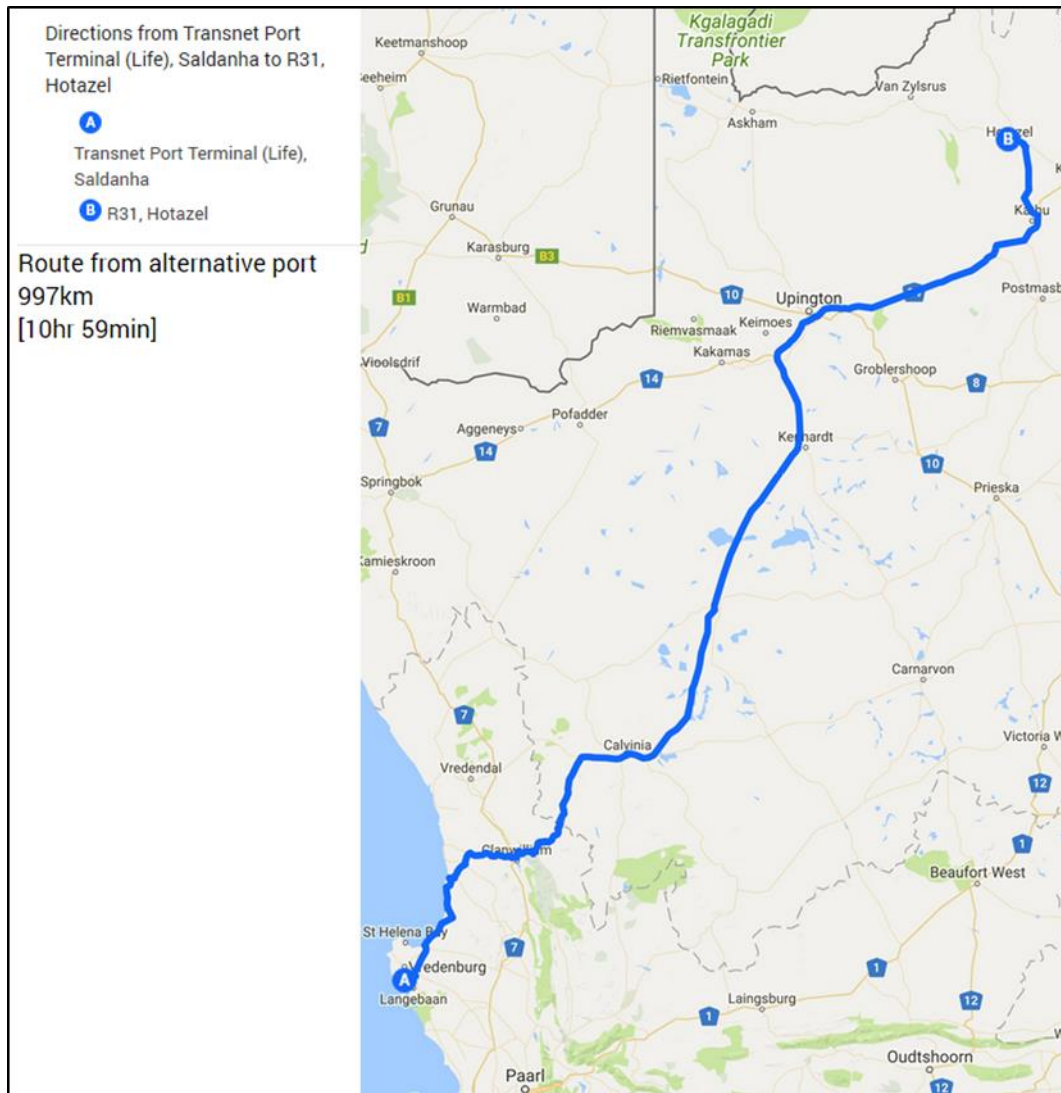 Directions from Transnet Port
Terminal (Life), Saldanha to R31,
Hotazel
A
Transnet Port Terminal (Life),
Saldanha
B R31, Hotazel
Route from alternative port
997km
[10hr 59min]
Kgalagadi
Transfrontier
Park
Keetmanshoop
Seeheim
Rietfontein
Van Zylsrus
Askham
B
Grunau
Karasburg
B3
B1
Warmbad
10
Upington
Postmasb
Riemvasmaak
Keimoes
Vioolsdrif
Kakamas
Groblershoop
14
8
7
Pofadder
Aggeneys
14
10
Springbok
Prieska
Kamieskroon
Carnarvon
7
Calvinia
Victoria W
Vredendal
12
1
Beaufort West
St Helena Bay
7
Vredenburg
1
A
Langebaan
Laingsburg
12
1
Oudtshoorn
Paarl
12